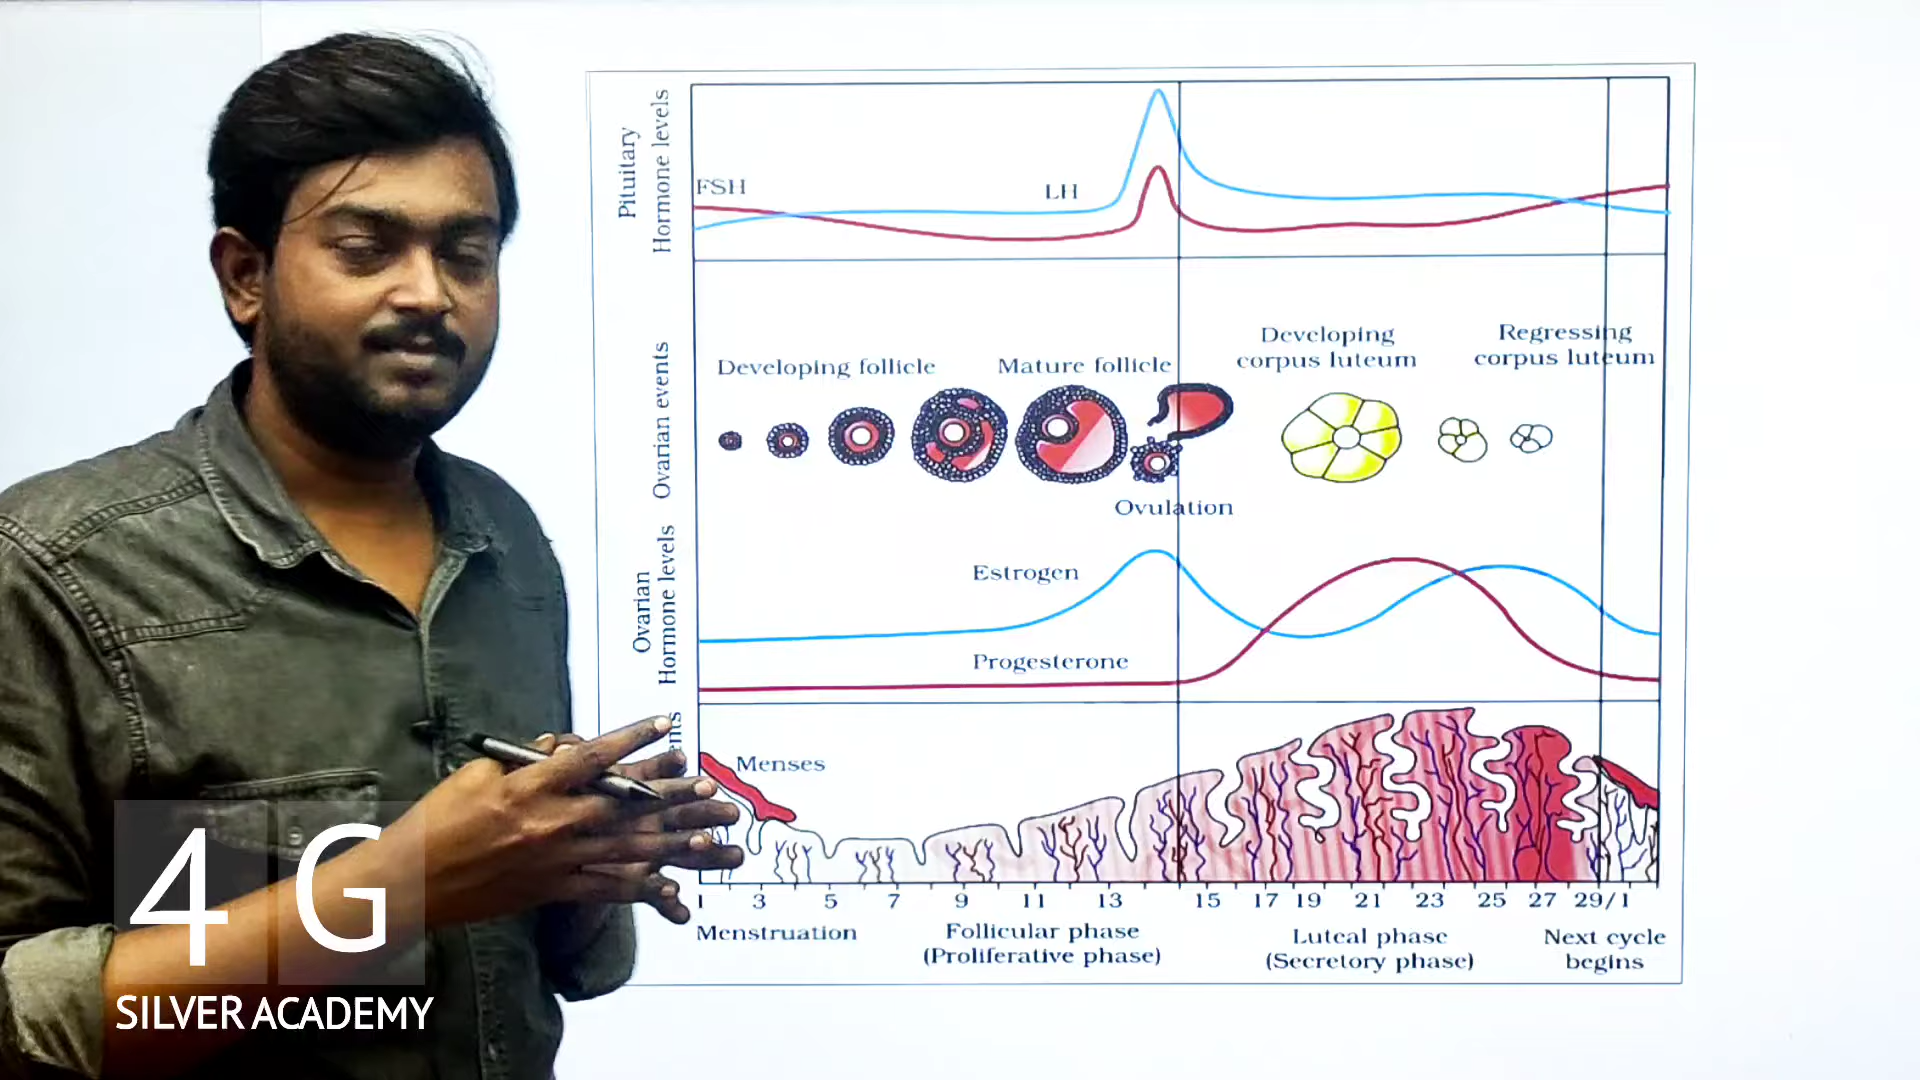 Pituitary
Hormone levels
FSH
LH
Ovarian events
Developing follicle
Mature follicle
Developing
corpus luteum
Regressing
corpus luteum
Ovulation
Ovarian
Hormone levels
Estrogen
Progesterone
Menses
1 3 5 7 9 11 13 15 17 19 21 23 25 27 29/1
Menstruation
Follicular phase
(Proliferative phase)
Luteal phase
(Secretory phase)
Next cycle
begins
4 G
SILVER ACADEMY